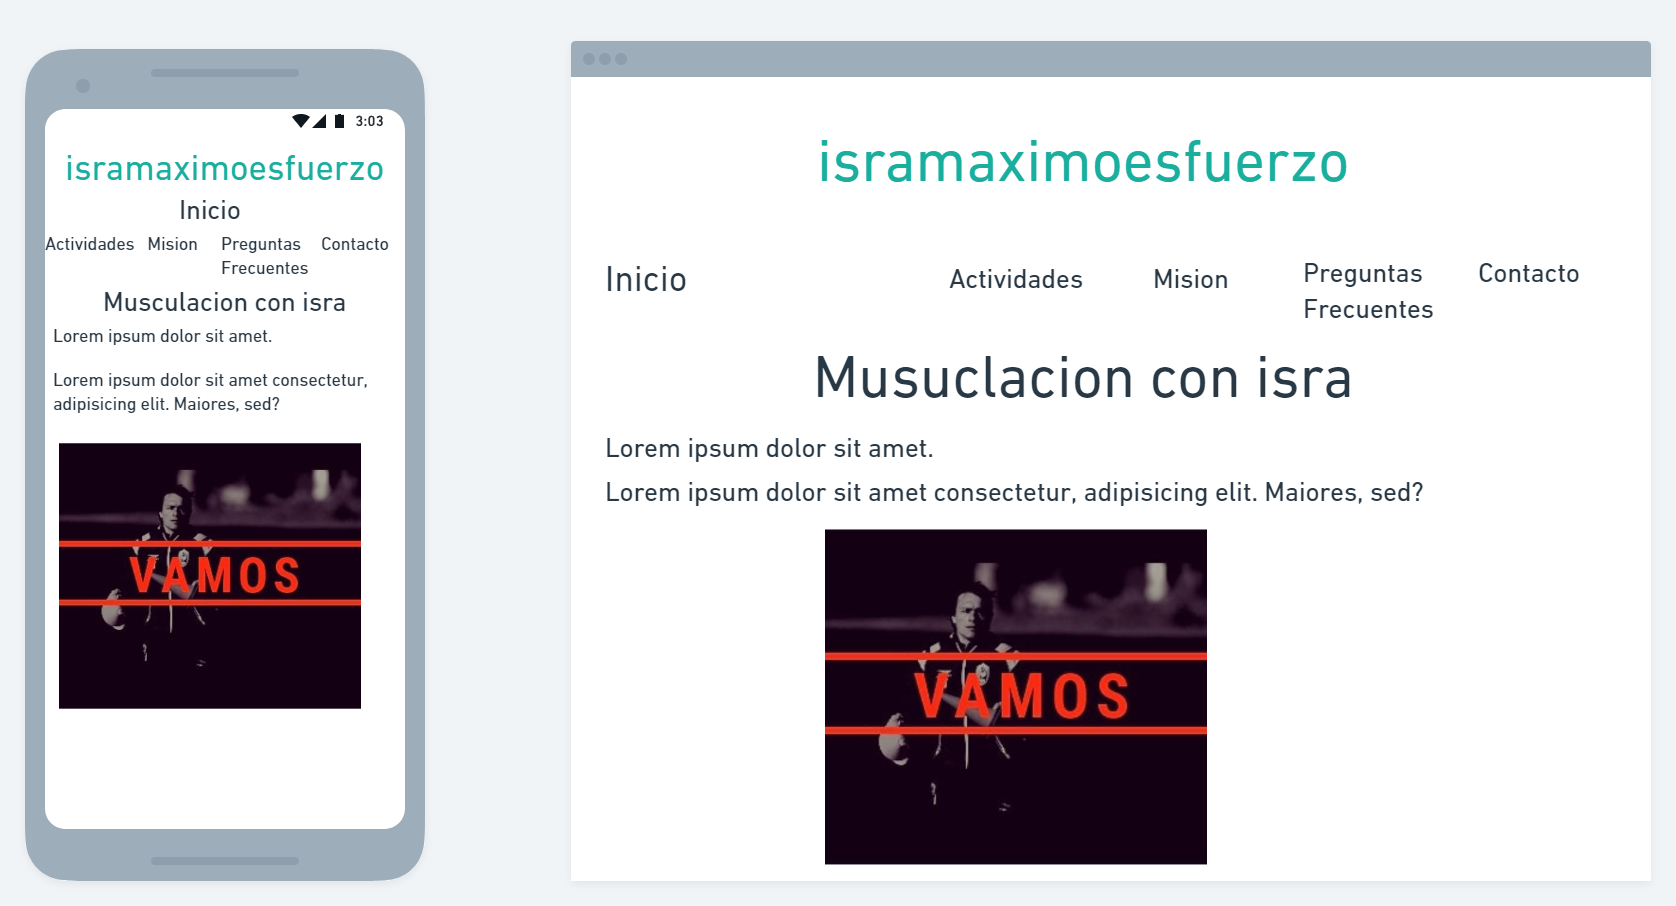 3:03
isramaximoesfuerzo
Inicio
Actividades Mision Preguntas Contacto
Frecuentes
Musculacion con isra
Lorem ipsum dolor sit amet.
Lorem ipsum dolor sit amet consectetur,
adipisicing elit. Maiores, sed?
VAMOS
isramaximoesfuerzo
Inicio Actividades Mision Preguntas Contacto
Frecuentes
Musuclacion con isra
Lorem ipsum dolor sit amet.
Lorem ipsum dolor sit amet consectetur, adipisicing elit. Maiores, sed?
VAMOS